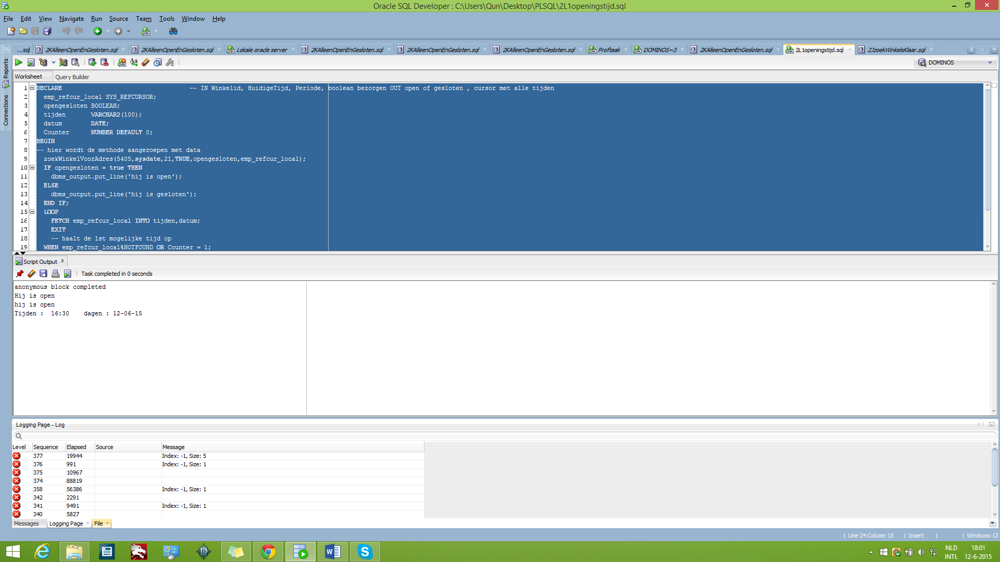 Oracle SQL Developer : C:\Users\Qun\Desktop\PLSQL\2L1openingstijd.sql
File Edit View Navigate Run Source Team Tools Window Help
...sql 2KAlleenOpenEnGesloten.sql 2KAlleenOpenEnGesloten.sql Lokale oracle server 2KAlleenOpenEnGesloten.sql 2KAlleenOpenEnGesloten.sql 2KAlleenOpenEnGesloten.sql Proftaak DOMINOS~3 2KAlleenOpenEnGesloten.sql 2L1openingstijd.sql 2JzoekWinkelsKlaar.sql
Reports
Connections
DOMINOS
Worksheet Query Builder
1 DECLARE -- IN Winkelid, HuidigeTijd, Periode, boolean bezorgen OUT open of gesloten , cursor met alle tijden
2 emp_refcur_local SYS_REFCURSOR;
3 opengesloten BOOLEAN;
4 tijden VARCHAR2(100);
5 datum DATE;
6 Counter NUMBER DEFAULT 0;
7 BEGIN
8 -- hier wordt de methode aangeroepen met data
9 zoekWinkelVoorAdres(5405,sysdate,21,TRUE,opengesloten,emp_refcur_local);
10 IF opengesloten = true THEN
11 dbms_output.put_line('hij is open');
12 ELSE
13 dbms_output.put_line('hij is gesloten');
14 END IF;
15 LOOP
16 FETCH emp_refcur_local INTO tijden,datum;
17 EXIT
18 -- haalt de 1st mogelijke tijd op
19 WHEN emp_refcur_local%NOTFOUND OR Counter = 1;
Script Output x
Task completed in 0 seconds
anonymous block completed
Hij is open
hij is open
Tijden : 16:30 dagen : 12-06-15
Logging Page - Log
Level Sequence Elapsed Source Message
377 19944 Index: -1, Size: 5
376 991 Index: -1, Size: 1
375 10967
374 88819
358 56386 Index: -1, Size: 1
342 2291
341 9491 Index: -1, Size: 1
340 5827
Messages Logging Page File
Line 24 Column 15 Insert Windows: CF
NLD 18:01
INTL 12-6-2015